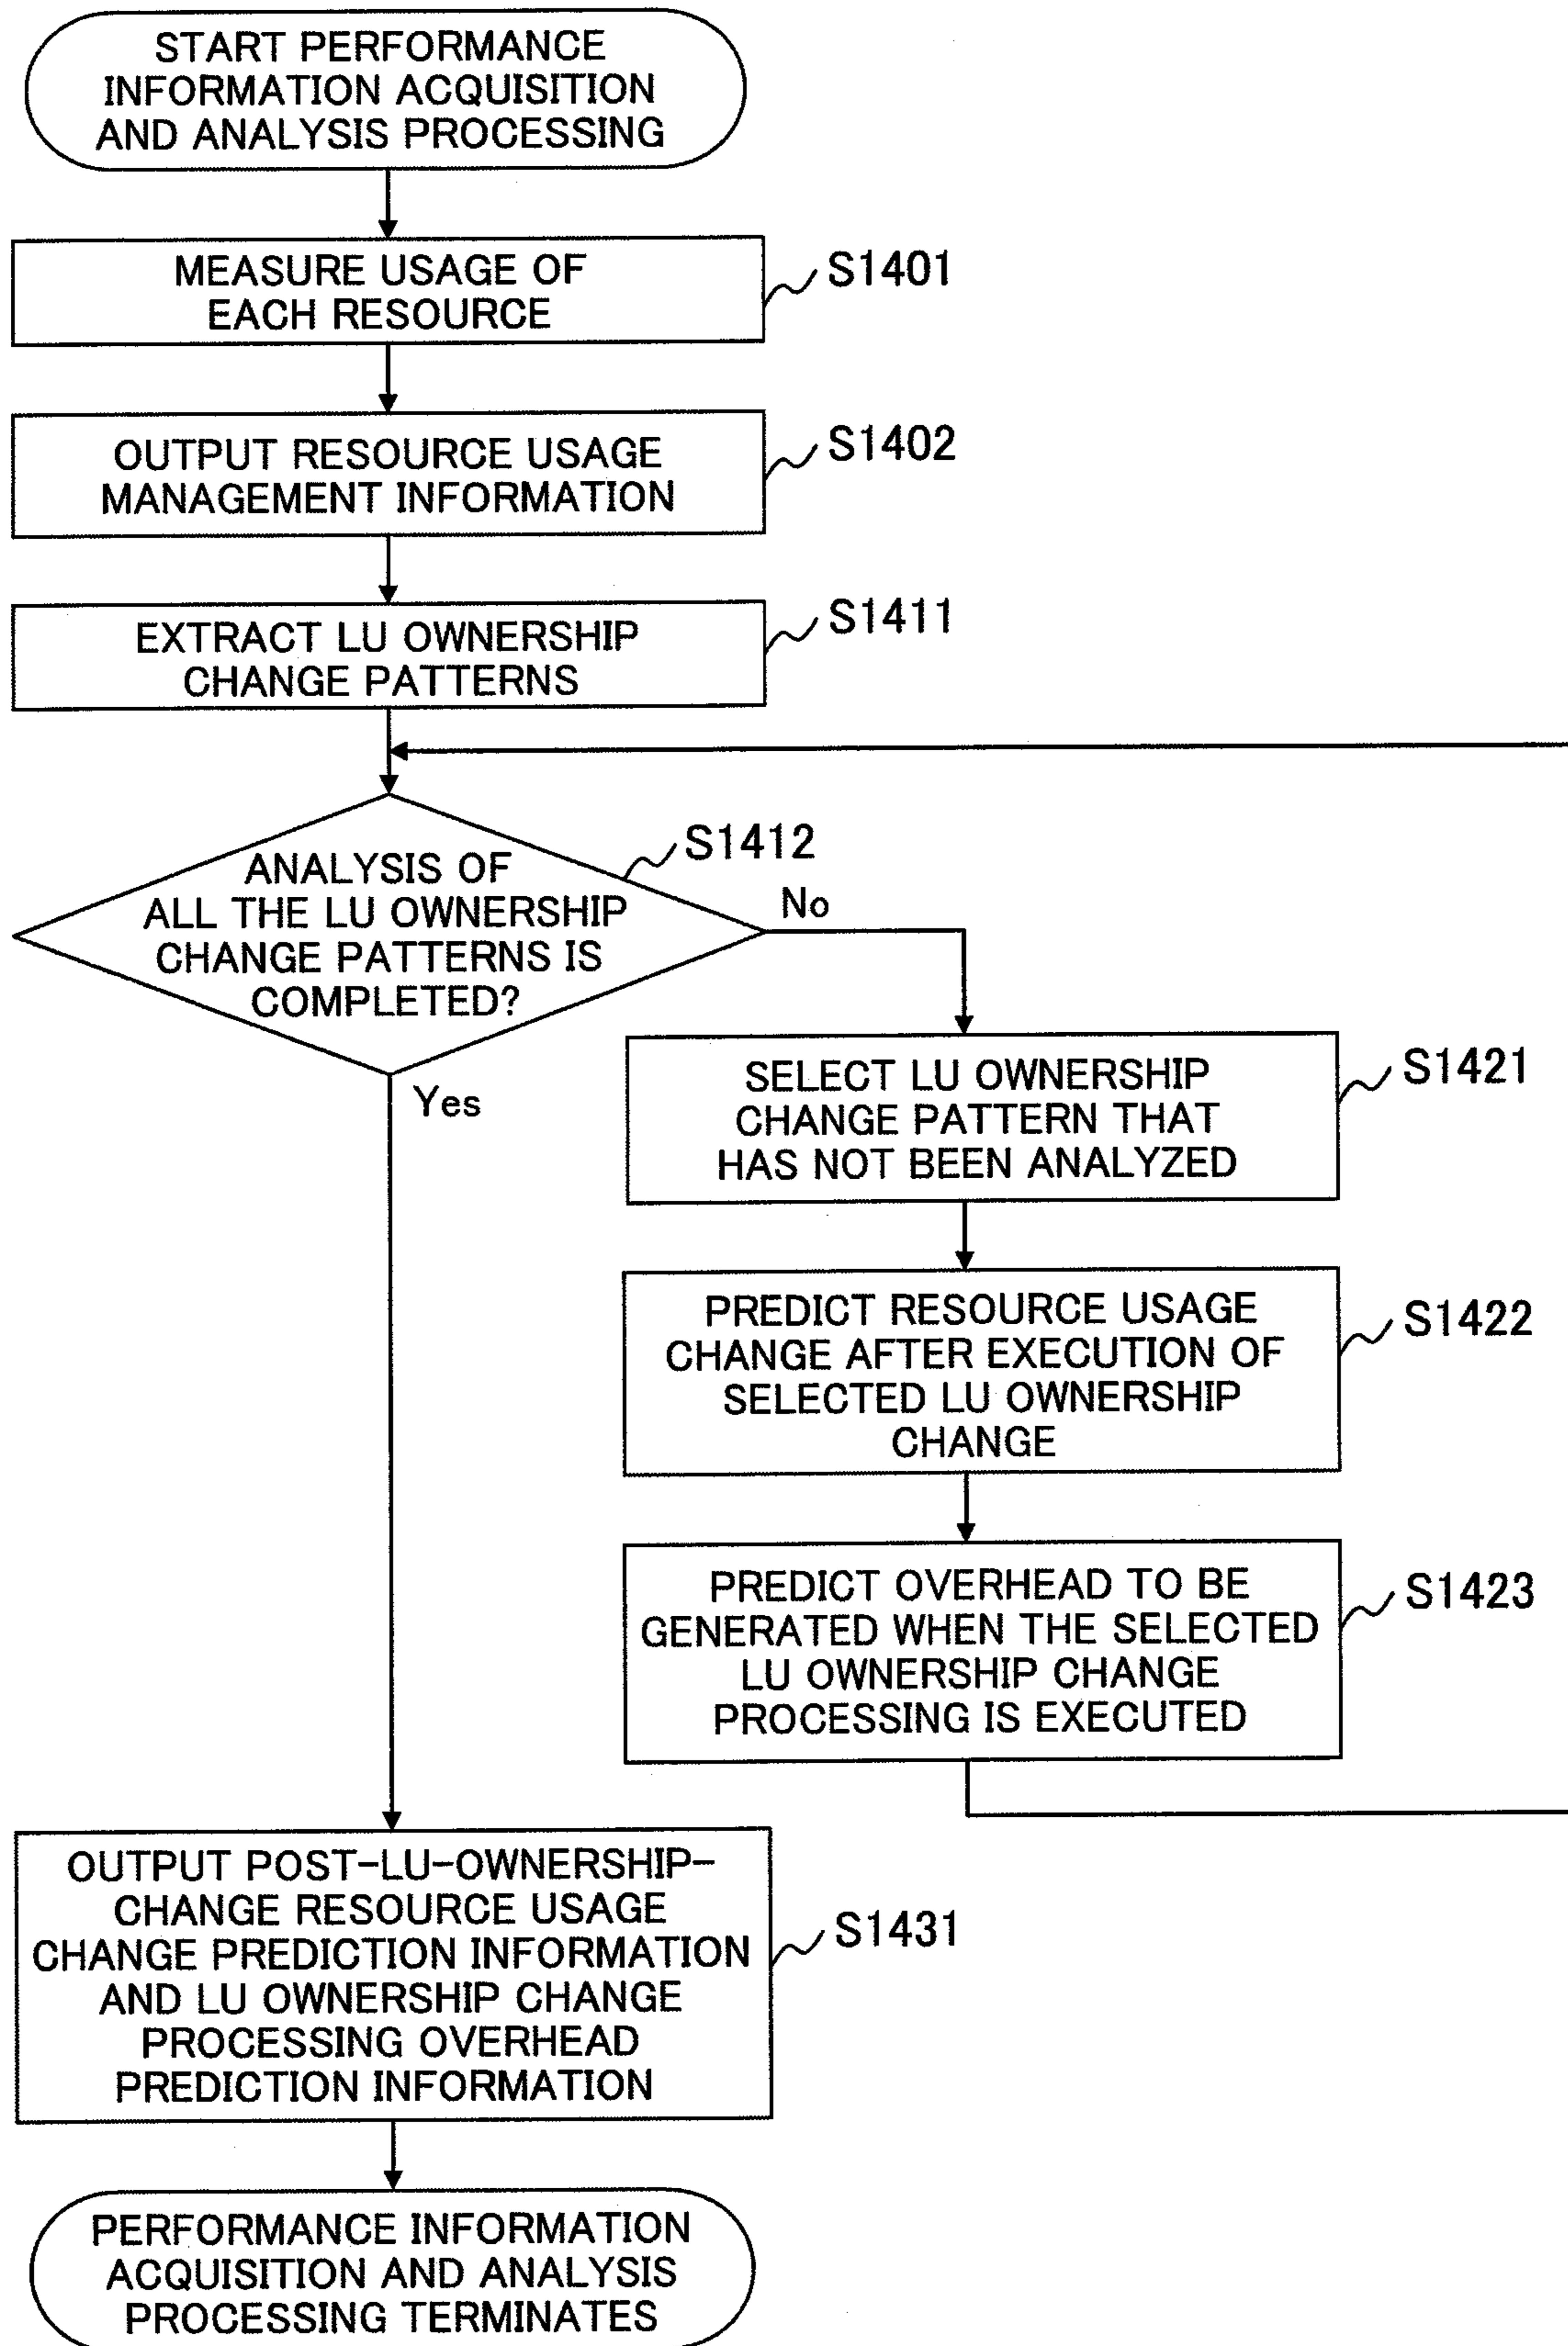 START PERFORMANCE
INFORMATION ACQUISITION
AND ANALYSIS PROCESSING
MEASURE USAGE OF
EACH RESOURCE
S1401
OUTPUT RESOURCE USAGE
MANAGEMENT INFORMATION
S1402
EXTRACT LU OWNERSHIP
CHANGE PATTERNS
S1411
ANALYSIS OF
ALL THE LU OWNERSHIP
CHANGE PATTERNS IS
COMPLETED?
S1412
No
Yes
SELECT LU OWNERSHIP
CHANGE PATTERN THAT
HAS NOT BEEN ANALYZED
S1421
PREDICT RESOURCE USAGE
CHANGE AFTER EXECUTION OF
SELECTED LU OWNERSHIP
CHANGE
S1422
PREDICT OVERHEAD TO BE
GENERATED WHEN THE SELECTED
LU OWNERSHIP CHANGE
PROCESSING IS EXECUTED
S1423
OUTPUT POST-LU-OWNERSHIP-
CHANGE RESOURCE USAGE
CHANGE PREDICTION INFORMATION
AND LU OWNERSHIP CHANGE
PROCESSING OVERHEAD
PREDICTION INFORMATION
S1431
PERFORMANCE INFORMATION
ACQUISITION AND ANALYSIS
PROCESSING TERMINATES